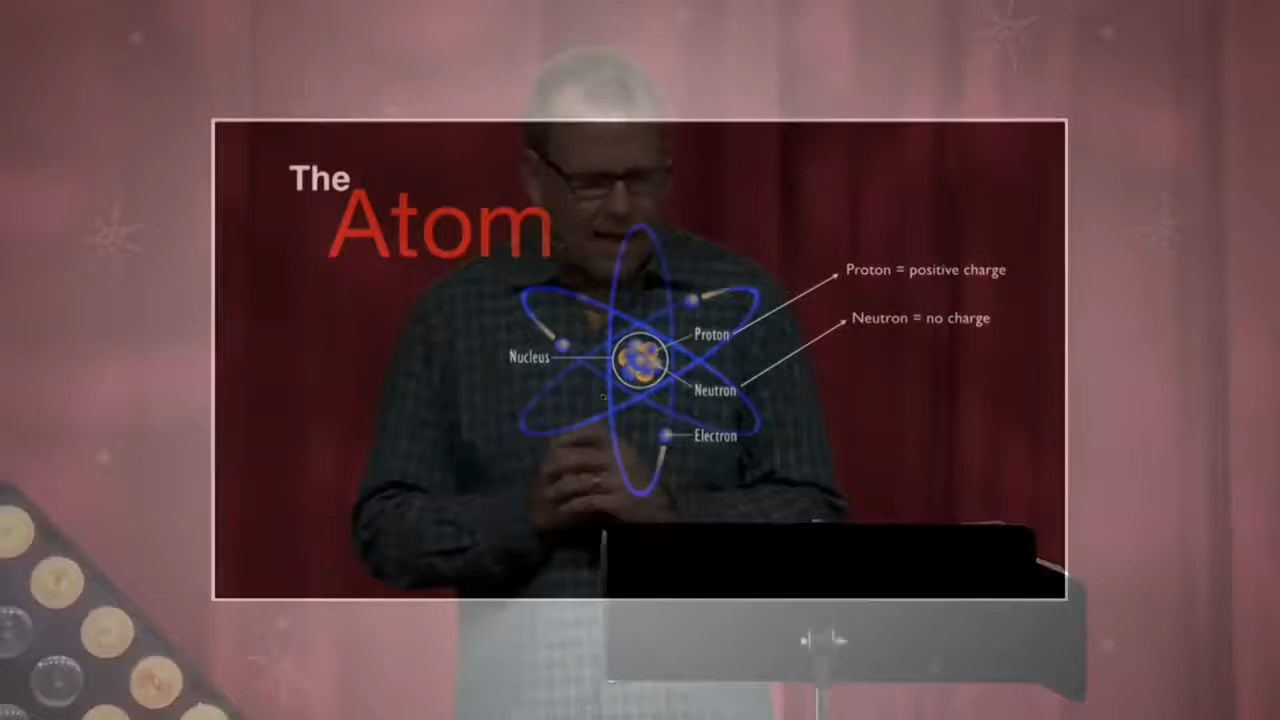 The
Atom
Proton = positive charge
Neutron = no charge
Proton
Nucleus
Neutron
Electron